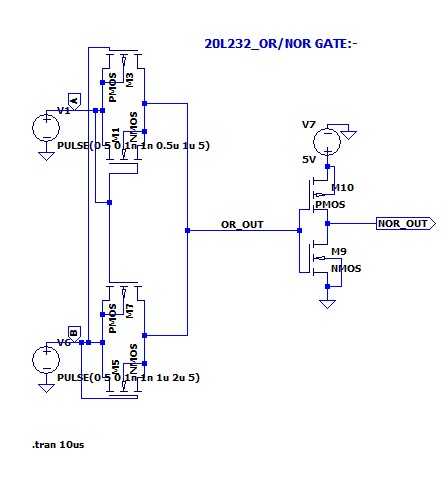 20L232_OR/NOR GATE:-
A
V1
PMOS
M3
M1
NMOS
PULSE(0 5 0.1n 1n 0.5u 1u 5)
V7
5V
M10
PMOS
OR_OUT
NOR_OUT
M9
NMOS
B
V6
PMOS
M7
M5
NMOS
PULSE(0 5 0.1n 1n 1u 2u 5)
.tran 10us